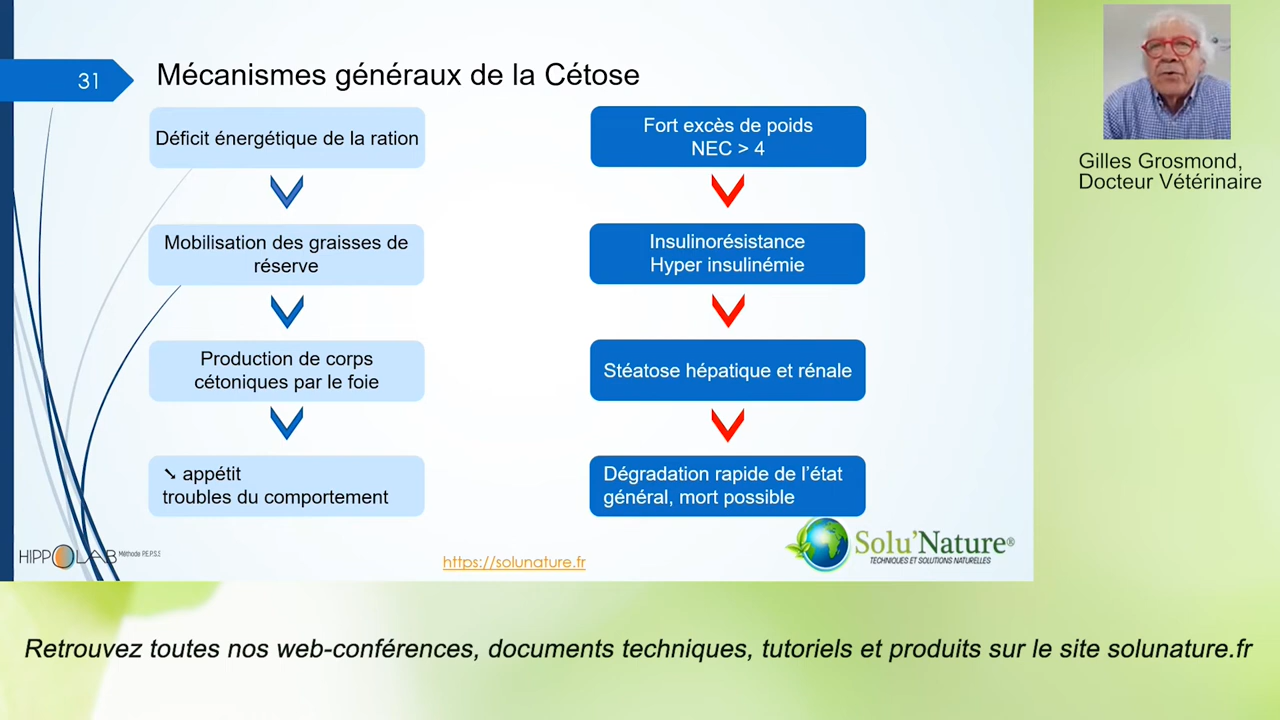 31
Mécanismes généraux de la Cétose
Déficit énergétique de la ration
Mobilisation des graisses de
réserve
Production de corps
cétoniques par le foie
↘ appétit
troubles du comportement
Fort excès de poids
NEC > 4
Insulinorésistance
Hyper insulinémie
Stéatose hépatique et rénale
Dégradation rapide de l’état
général, mort possible
HIPPOLAB Méthode P.E.P.S.S
https://solunature.fr
Solu’Nature®
TECHNIQUES ET SOLUTIONS NATURELLES
Gilles Grosmond,
Docteur Vétérinaire
Retrouvez toutes nos web-conférences, documents techniques, tutoriels et produits sur le site solunature.fr